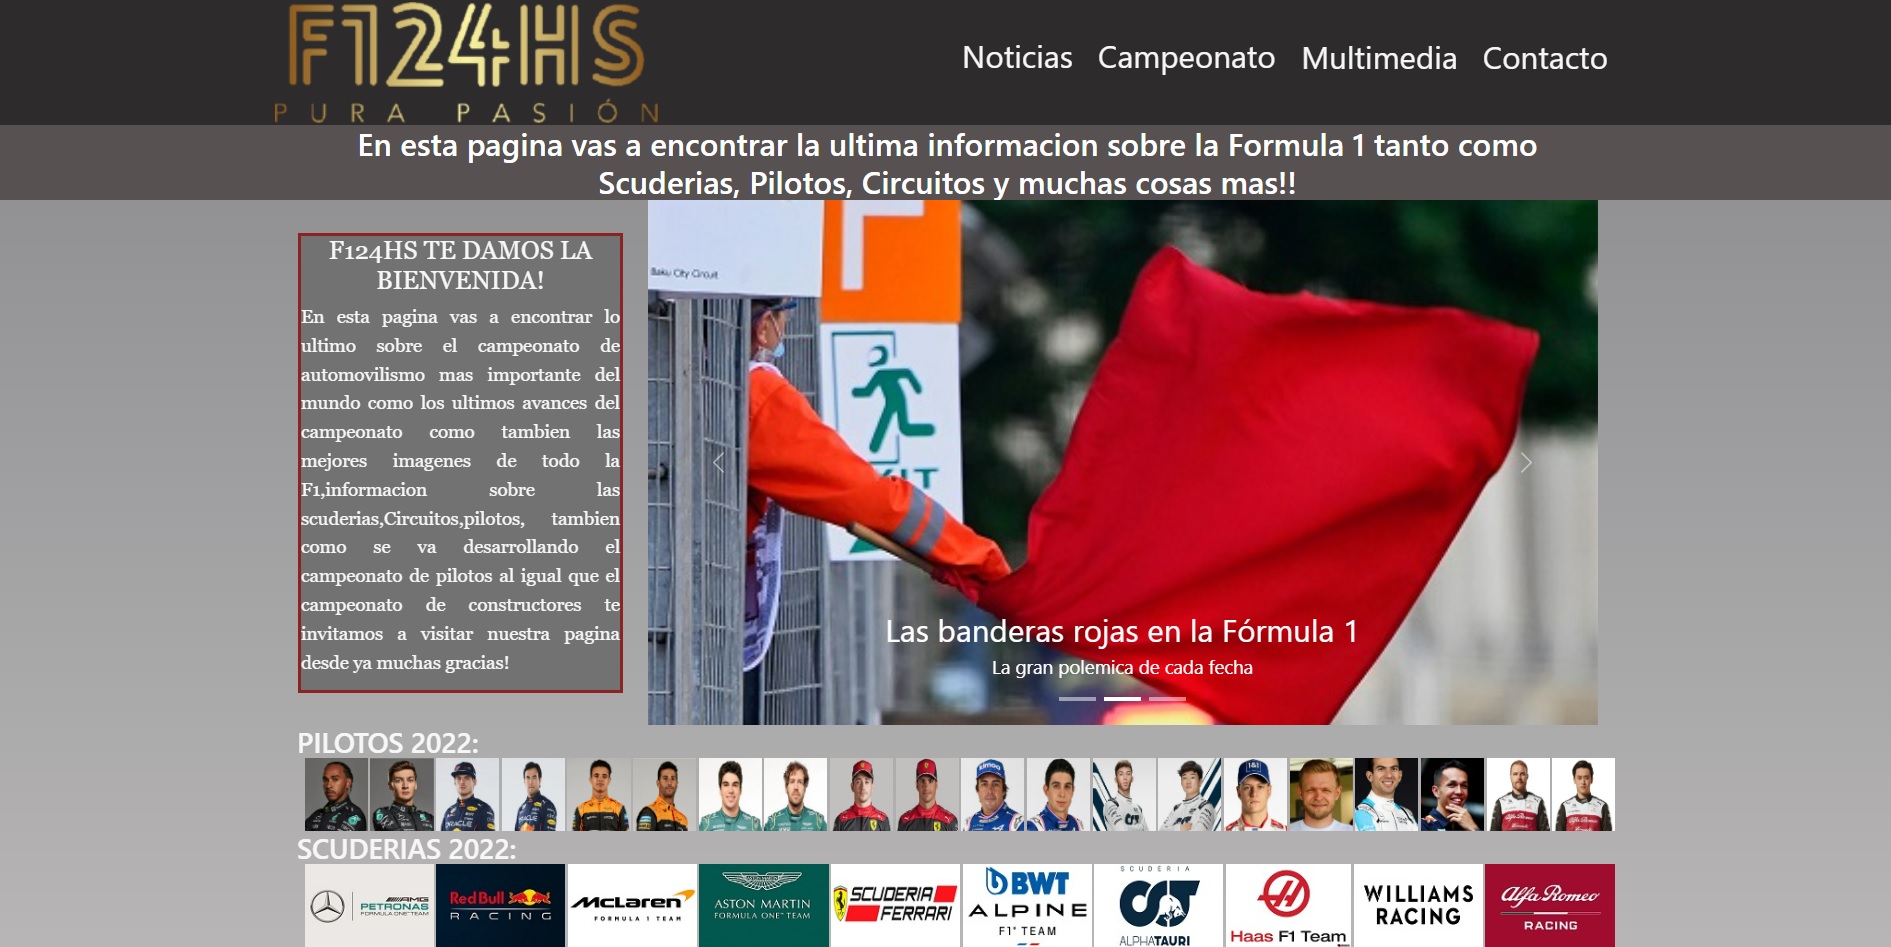 F124HS
PURA PASIÓN
Noticias Campeonato Multimedia Contacto
En esta pagina vas a encontrar la ultima informacion sobre la Formula 1 tanto como
Scuderias, Pilotos, Circuitos y muchas cosas mas!!
F124HS TE DAMOS LA
BIENVENIDA!
En esta pagina vas a encontrar lo
ultimo sobre el campeonato de
automovilismo mas importante del
mundo como los ultimos avances del
campeonato como tambien las
mejores imagenes de todo la
F1,informacion sobre las
scuderias,Circuitos,pilotos, tambien
como se va desarrollando el
campeonato de pilotos al igual que el
campeonato de constructores te
invitamos a visitar nuestra pagina
desde ya muchas gracias!
Baku City Circuit
EXIT
Las banderas rojas en la Fórmula 1
La gran polemica de cada fecha
PILOTOS 2022:
SCUDERIAS 2022:
AMG
PETRONAS
FORMULA ONE TEAM
Red Bull
RACING
McLaren
FORMULA 1 TEAM
ASTON MARTIN
ASTON MARTIN
FORMULA ONE™ TEAM
SCUDERIA
FERRARI
BWT
ALPINE
F1® TEAM
SCUDERIA
ALPHATAURI
Haas F1 Team
WILLIAMS
RACING
Alfa Romeo
RACING